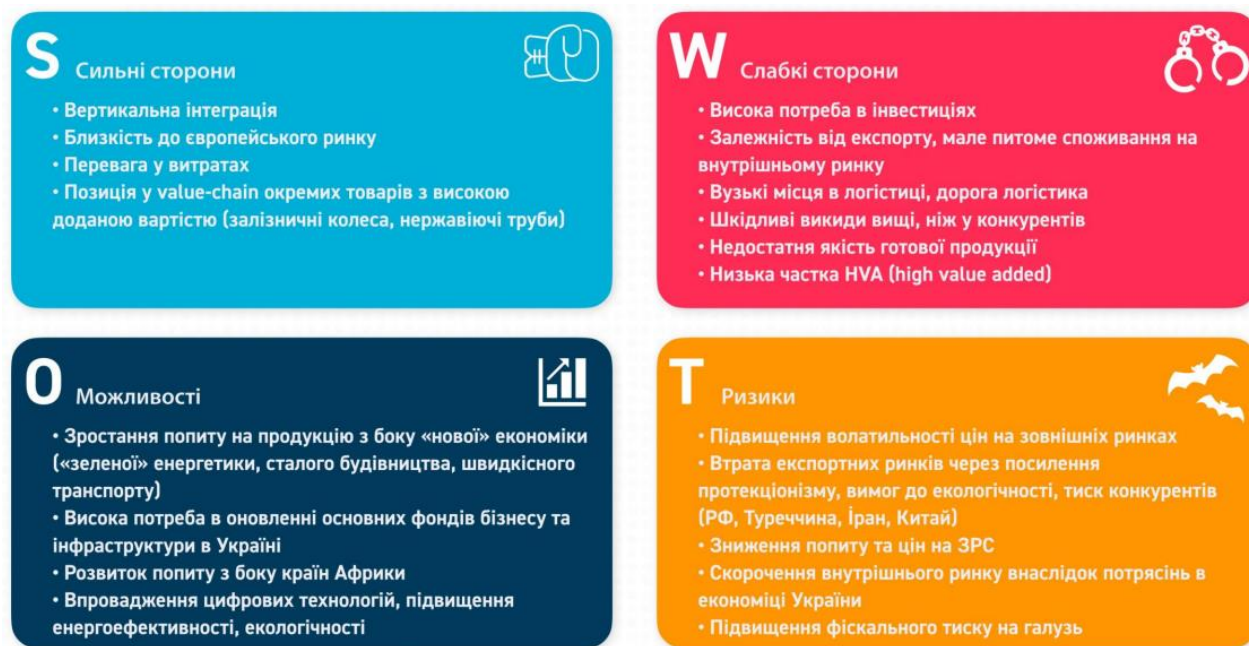 S Сильні сторони
• Вертикальна інтеграція
• Близкість до європейського ринку
• Перевага у витратах
• Позиція у value-chain окремих товарів з високою
доданою вартістю (залізничні колеса, нержавіючі труби)
W Слабкі сторони
• Висока потреба в інвестиціях
• Залежність від експорту, мале питоме споживання на
внутрішньому ринку
• Вузькі місця в логістиці, дорога логістика
• Шкідливі викиди вищі, ніж у конкурентів
• Недостатня якість готової продукції
• Низька частка HVA (high value added)
O Можливості
• Зростання попиту на продукцію з боку «нової» економіки
(«зеленої» енергетики, сталого будівництва, швидкісного
транспорту)
• Висока потреба в оновленні основних фондів бізнесу та
інфраструктури в Україні
• Розвиток попиту з боку країн Африки
• Впровадження цифрових технологій, підвищення
енергоефективності, екологічності
T Ризики
• Підвищення волатильності цін на зовнішніх ринках
• Втрата експортних ринків через посилення
протекціонізму, вимог до екологічності, тиск конкурентів
(РФ, Туреччина, Іран, Китай)
• Зниження попиту та цін на ЗРС
• Скорочення внутрішнього ринку внаслідок потрясінь в
економіці України
• Підвищення фіскального тиску на галузь